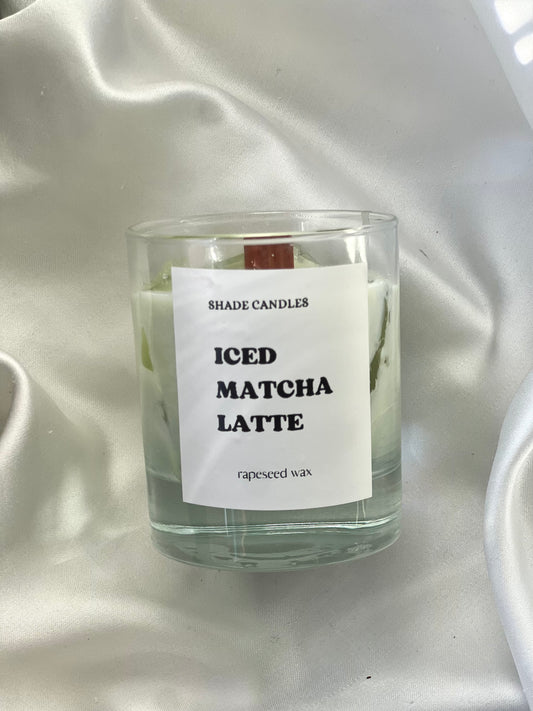 SHADE CANDLES
ICED
MATCHA
LATTE
rapeseed wax